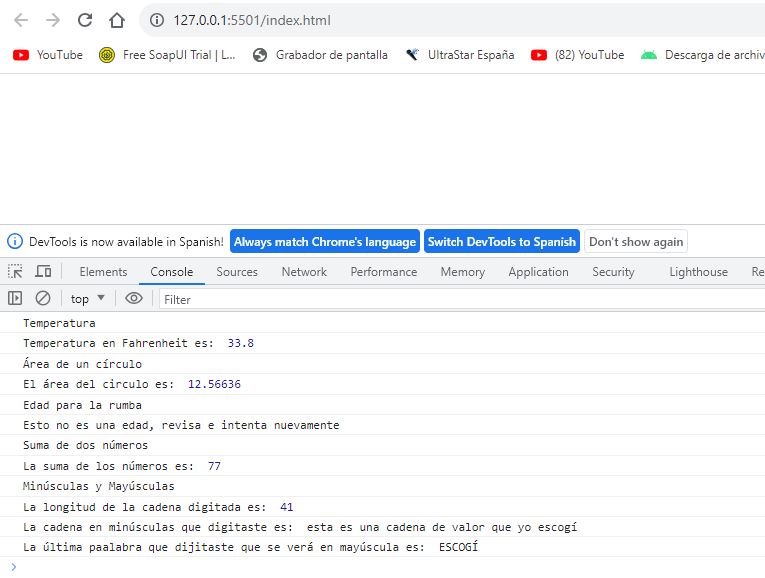 127.0.0.1:5501/index.html
YouTube Free SoapUI Trial | L... Grabador de pantalla UltraStar España (82) YouTube Descarga de archiv
DevTools is now available in Spanish! Always match Chrome's language Switch DevTools to Spanish Don't show again
Elements Console Sources Network Performance Memory Application Security Lighthouse Re
top Filter
Temperatura
Temperatura en Fahrenheit es: 33.8
Área de un círculo
El área del circulo es: 12.56636
Edad para la rumba
Esto no es una edad, revisa e intenta nuevamente
Suma de dos números
La suma de los números es: 77
Minúsculas y Mayúsculas
La longitud de la cadena digitada es: 41
La cadena en minúsculas que digitaste es: esta es una cadena de valor que yo escogí
La última paalabra que dijitaste que se verá en mayúscula es: ESCOGÍ